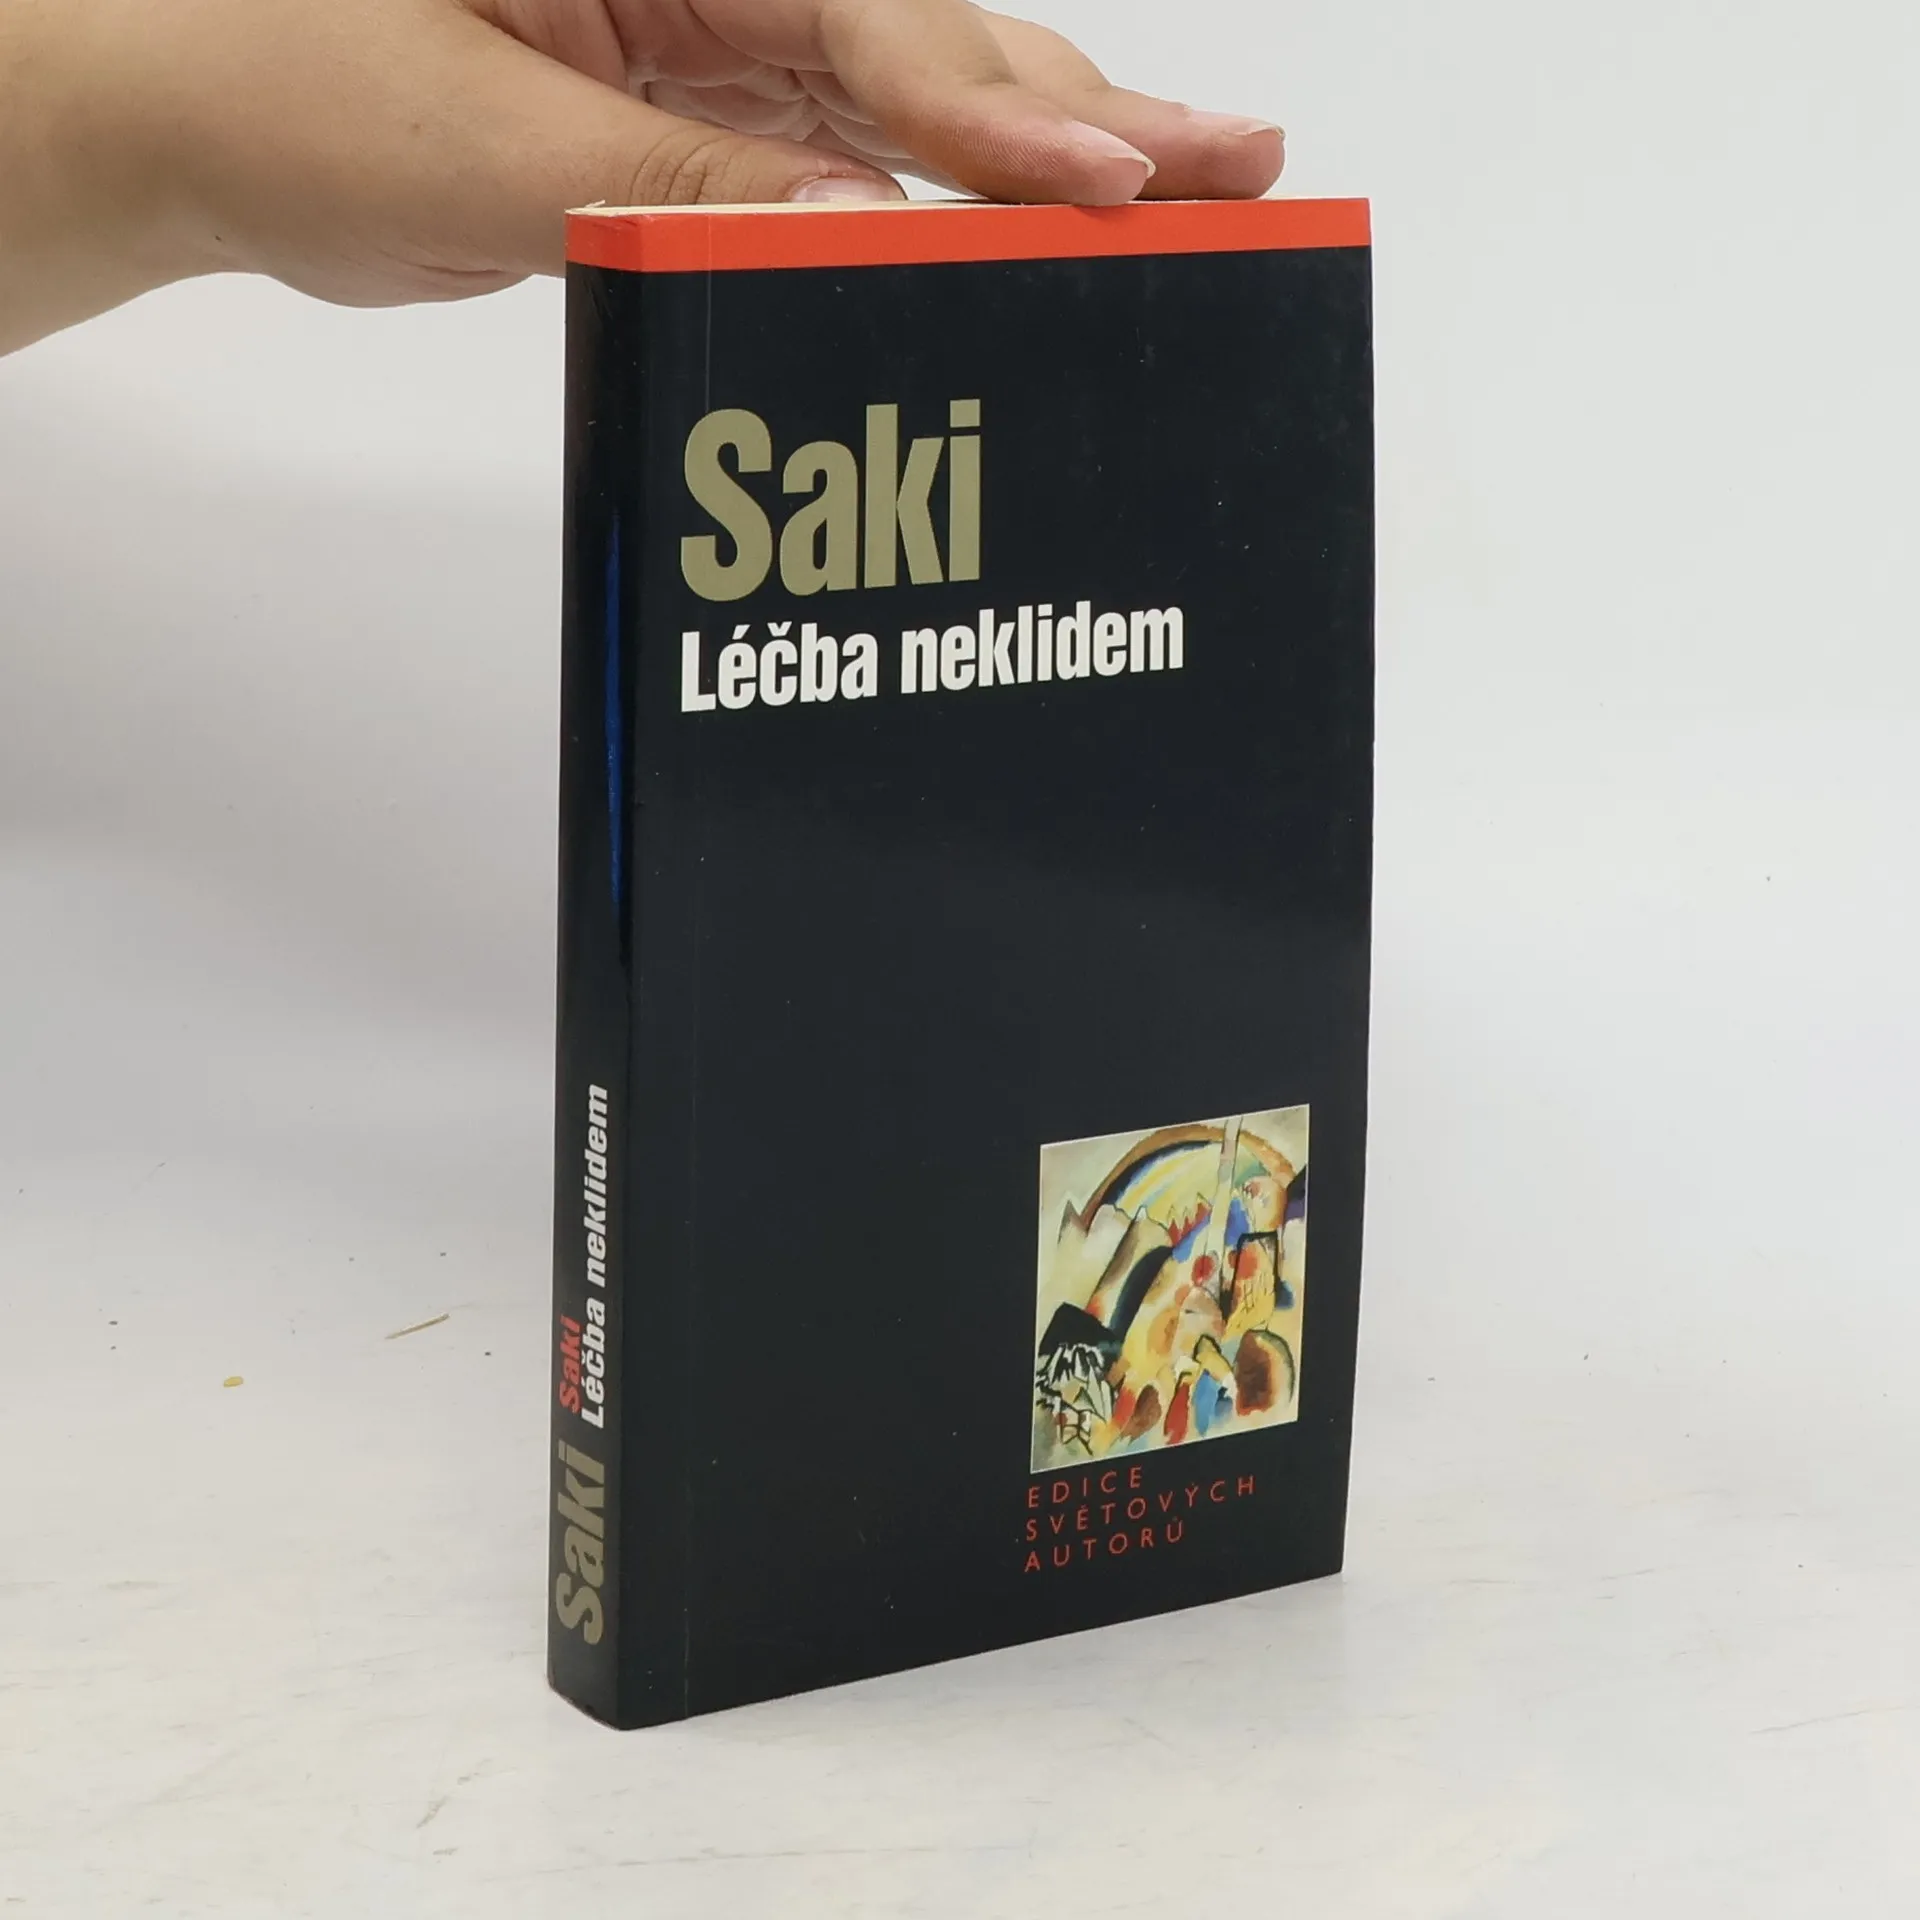 Saki
Léčba neklidem
EDICE
SVĚTOVÝCH
AUTORŮ
Saki
Saki
Léčba neklidem